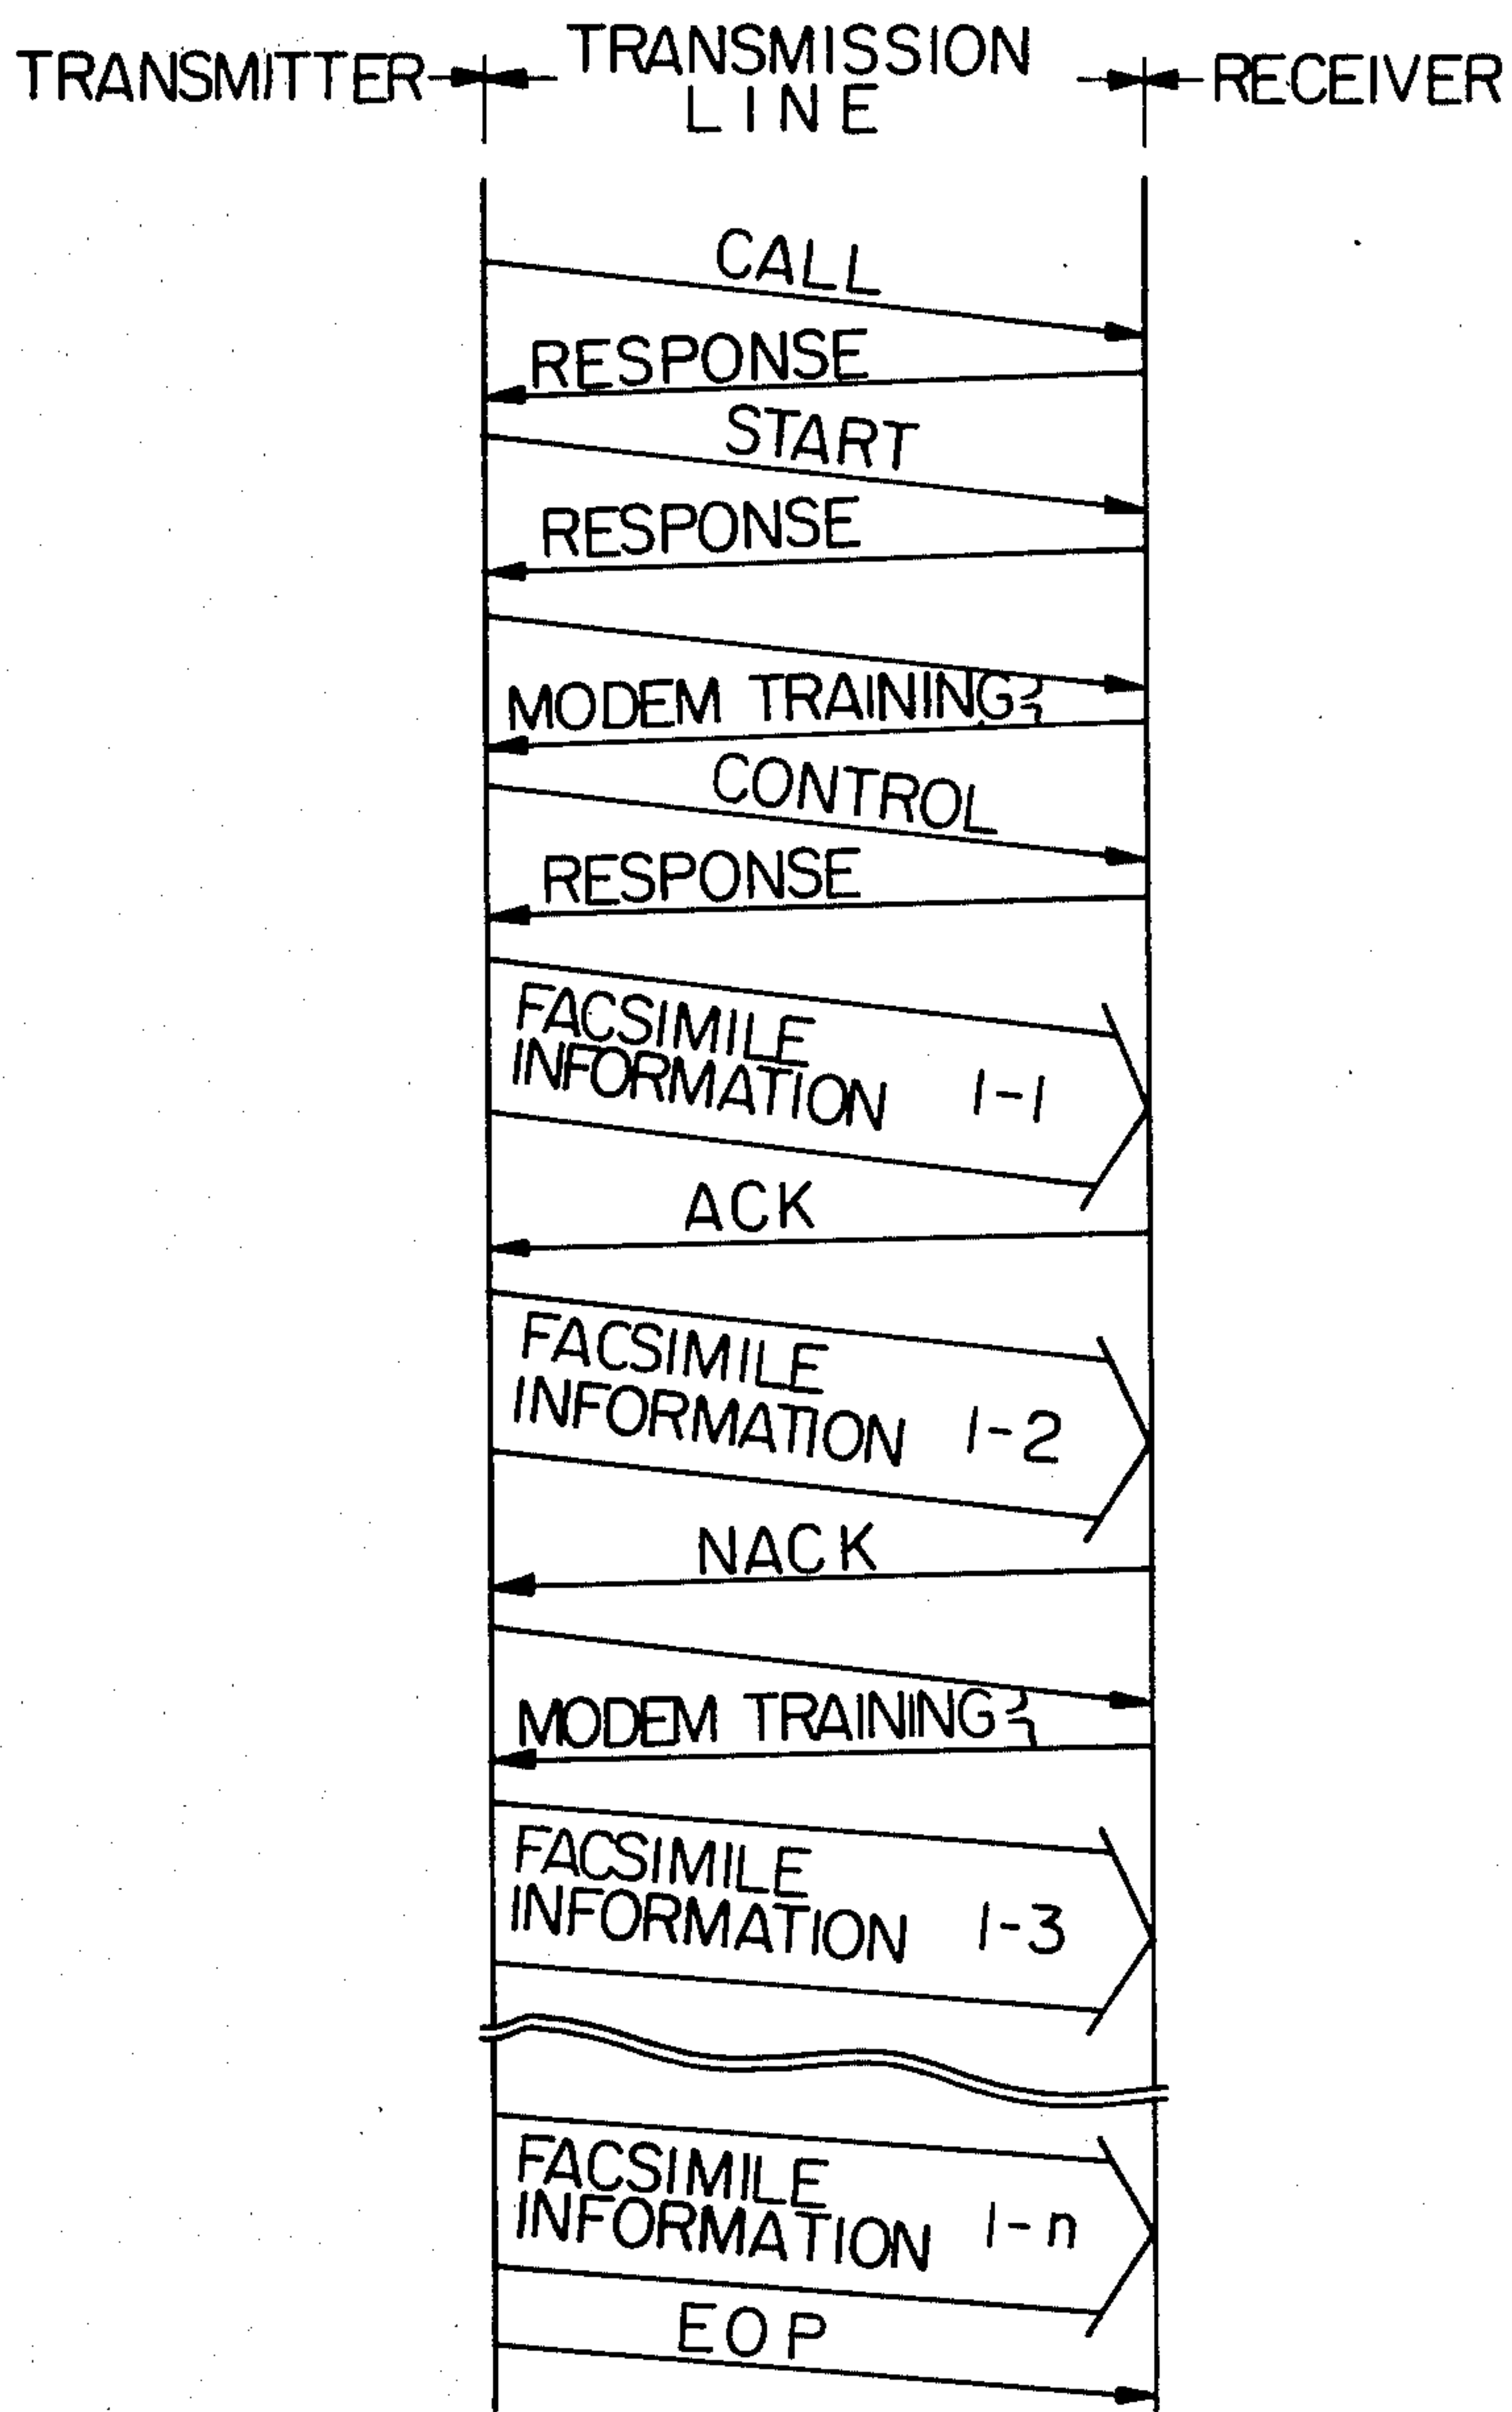 TRANSMITTER
TRANSMISSION
LINE
RECEIVER
CALL
RESPONSE
START
RESPONSE
MODEM TRAINING
CONTROL
RESPONSE
FACSIMILE
INFORMATION 1-1
ACK
FACSIMILE
INFORMATION 1-2
NACK
MODEM TRAINING
FACSIMILE
INFORMATION 1-3
FACSIMILE
INFORMATION 1-n
EOP